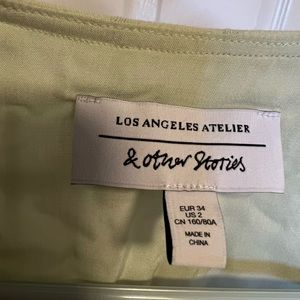 LOS ANGELES ATELIER
& other Stories
EUR 34
US 2
CN 160/80A
MADE IN
CHINA